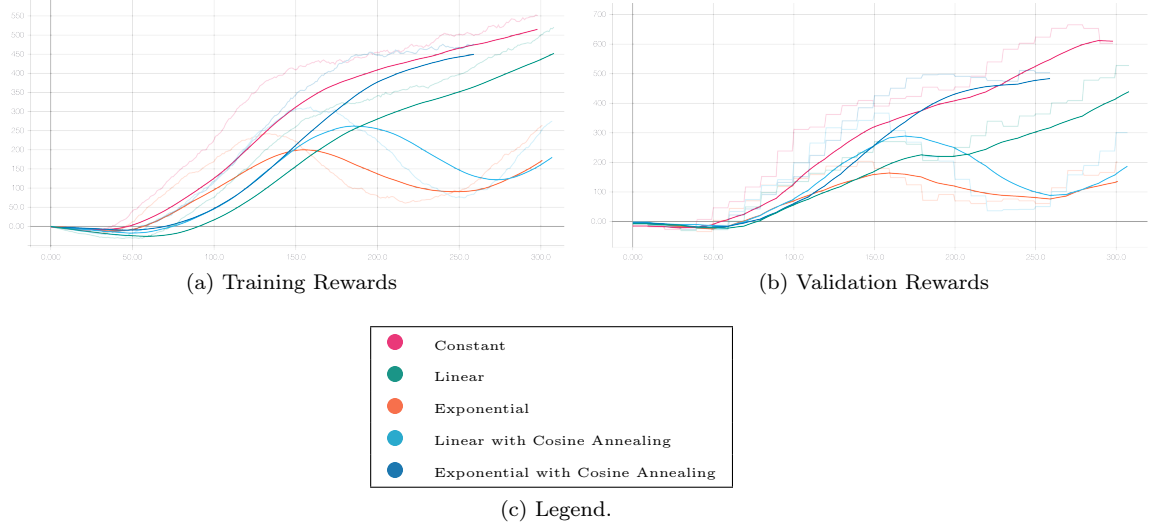 550
500
450
400
350
300
250
200
150
100
50.0
0.00
0.000 50.00 100.0 150.0 200.0 250.0 300.0
(a) Training Rewards
700
600
500
400
300
200
100
0.00
0.000 50.00 100.0 150.0 200.0 250.0 300.0
(b) Validation Rewards
Constant
Linear
Exponential
Linear with Cosine Annealing
Exponential with Cosine Annealing
(c) Legend.